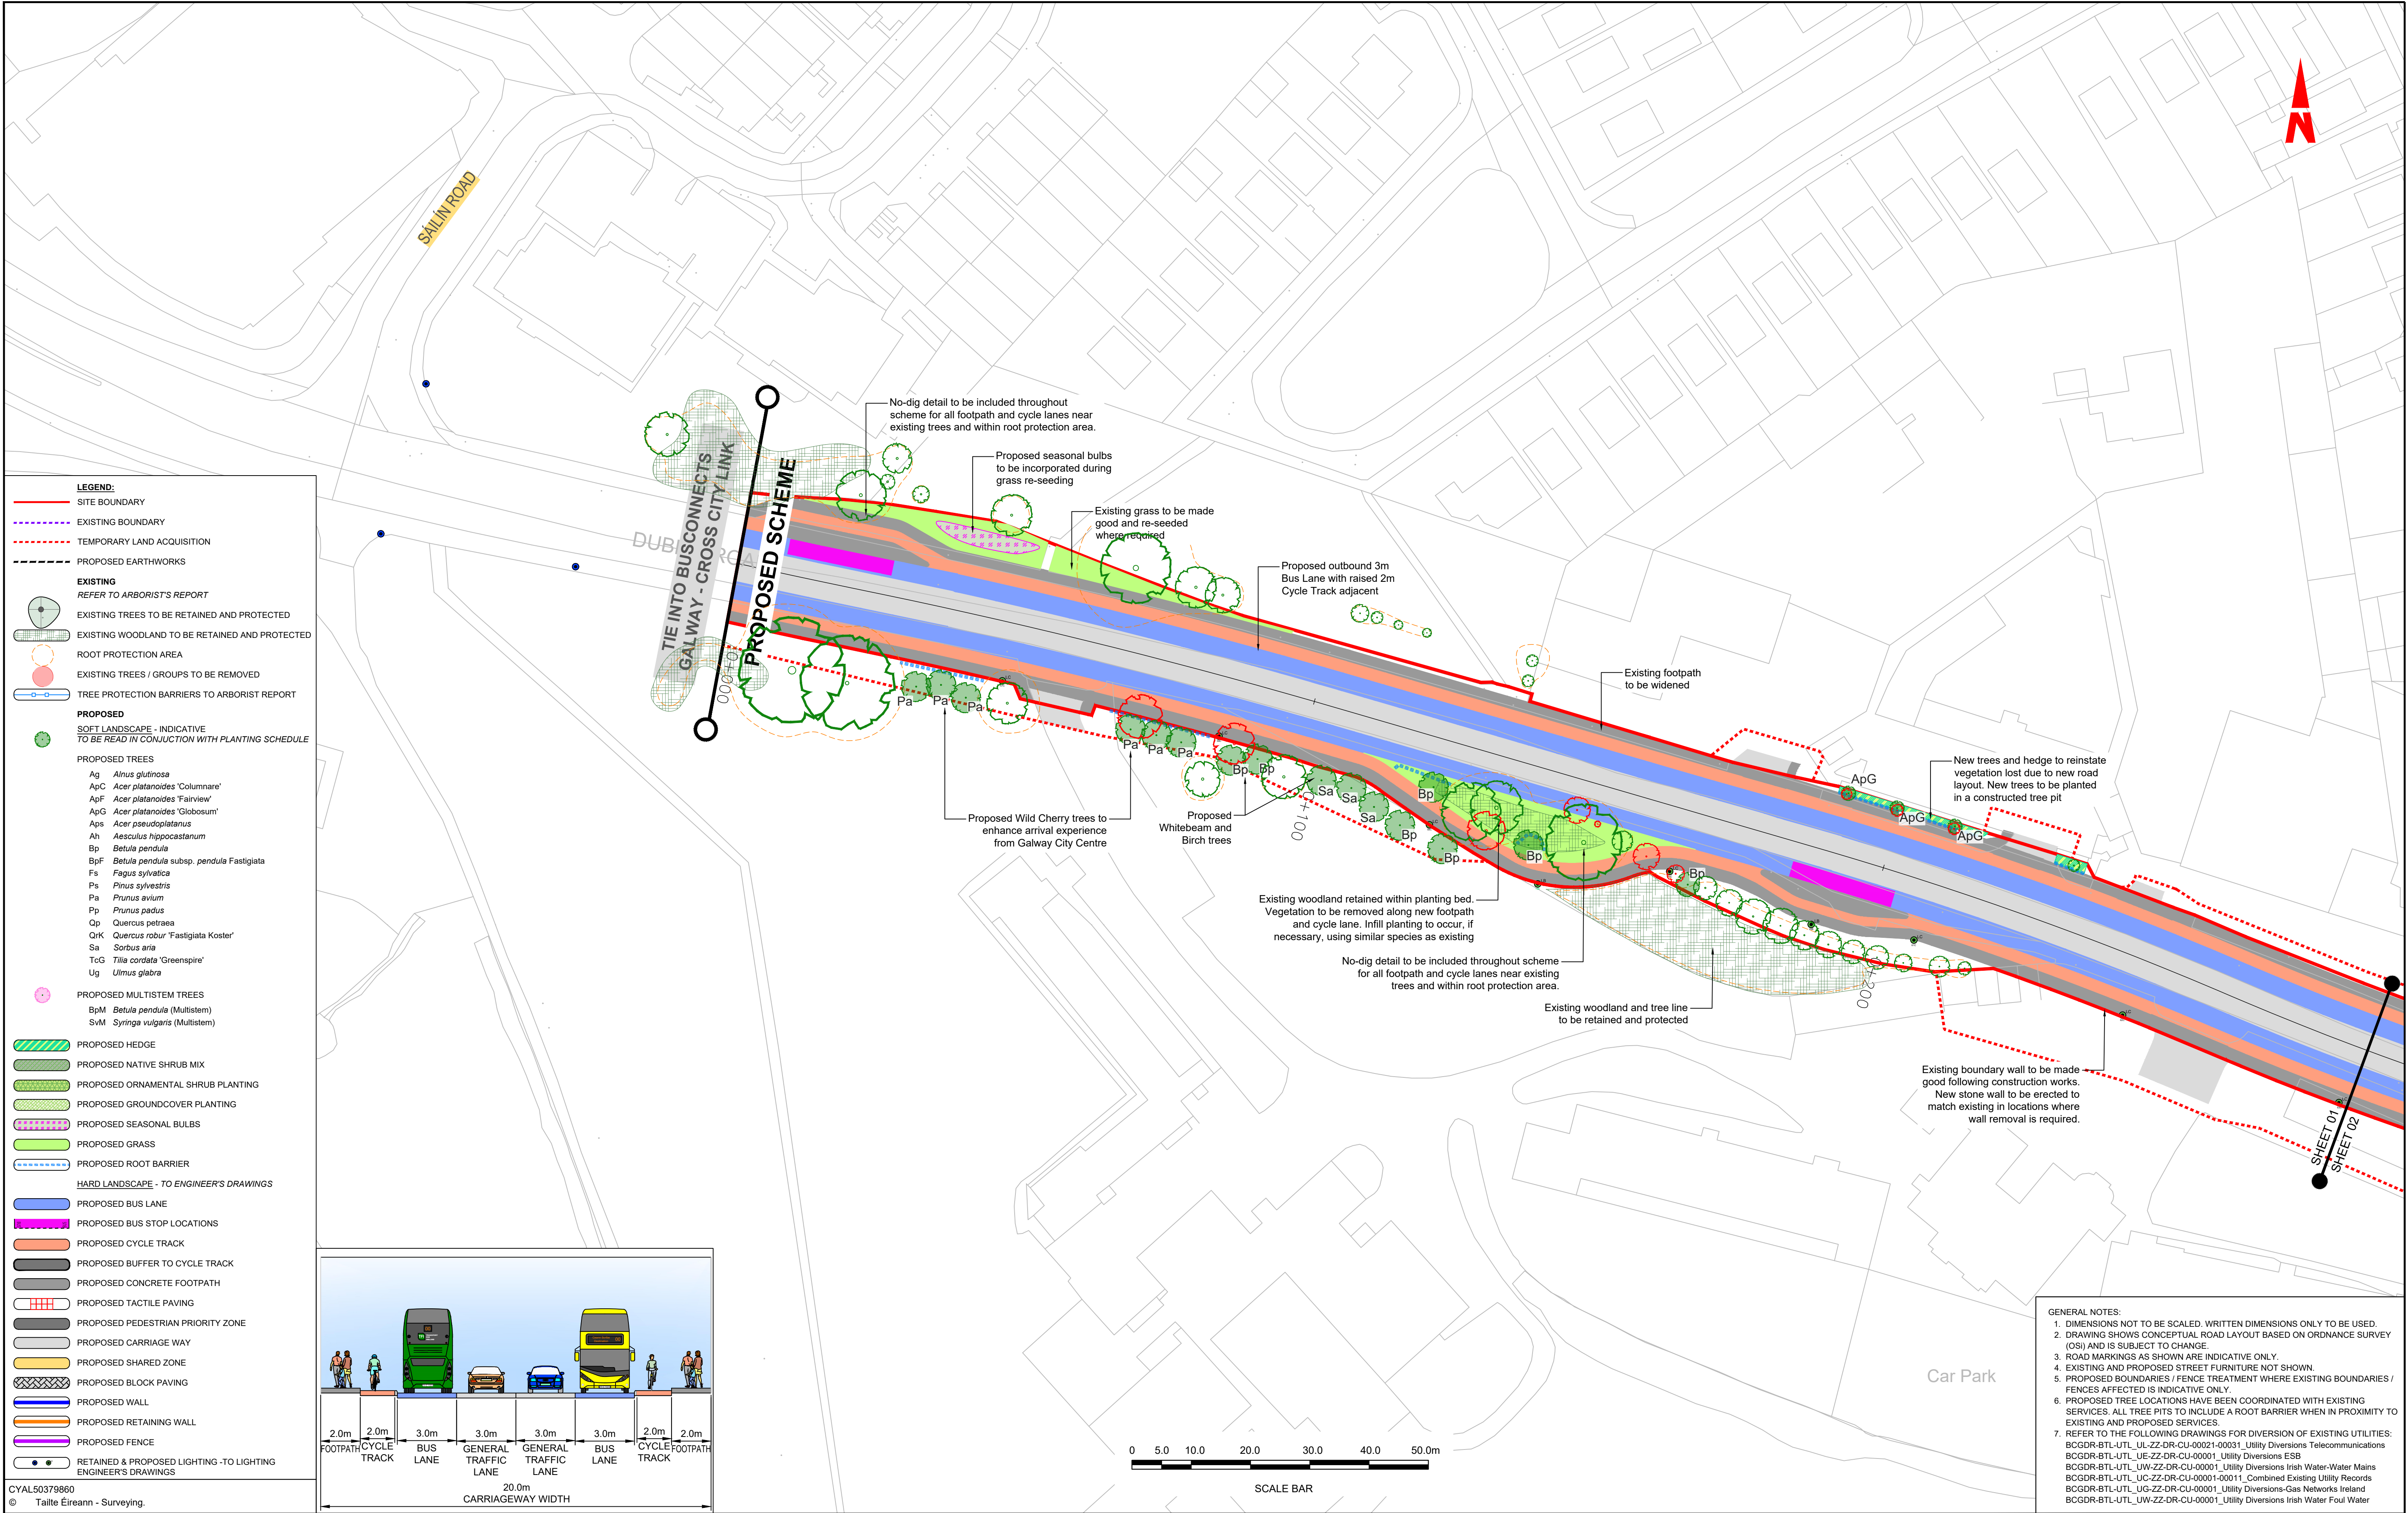 SÁILÍN ROAD
No-dig detail to be included throughout
scheme for all footpath and cycle lanes near
existing trees and within root protection area.
Proposed seasonal bulbs
to be incorporated during
grass re-seeding
Existing grass to be made
good and re-seeded
where required
TIE INTO BUSCONNECTS
GALWAY - CROSS CITY LINK
PROPOSED SCHEME
0+000
Proposed outbound 3m
Bus Lane with raised 2m
Cycle Track adjacent
Existing footpath
to be widened
New trees and hedge to reinstate
vegetation lost due to new road
layout. New trees to be planted
in a constructed tree pit
ApG
ApG
ApG
Pa
Pa
Pa
Pa
Pa
Pa
Bp
Bp
Sa
Sa
Sa
Bp
Bp
Bp
Bp
Bp
0+100
Proposed Wild Cherry trees to
enhance arrival experience
from Galway City Centre
Proposed
Whitebeam and
Birch trees
Existing woodland retained within planting bed.
Vegetation to be removed along new footpath
and cycle lane. Infill planting to occur, if
necessary, using similar species as existing
No-dig detail to be included throughout scheme
for all footpath and cycle lanes near existing
trees and within root protection area.
Existing woodland and tree line
to be retained and protected
Existing boundary wall to be made
good following construction works.
New stone wall to be erected to
match existing in locations where
wall removal is required.
SHEET 01
SHEET 02
Car Park
N
LEGEND:
SITE BOUNDARY
EXISTING BOUNDARY
TEMPORARY LAND ACQUISITION
PROPOSED EARTHWORKS
EXISTING
REFER TO ARBORIST'S REPORT
EXISTING TREES TO BE RETAINED AND PROTECTED
EXISTING WOODLAND TO BE RETAINED AND PROTECTED
ROOT PROTECTION AREA
EXISTING TREES / GROUPS TO BE REMOVED
TREE PROTECTION BARRIERS TO ARBORIST REPORT
PROPOSED
SOFT LANDSCAPE - INDICATIVE
TO BE READ IN CONJUCTION WITH PLANTING SCHEDULE
PROPOSED TREES
Ag Alnus glutinosa
ApC Acer platanoides 'Columnare'
ApF Acer platanoides 'Fairview'
ApG Acer platanoides 'Globosum'
Aps Acer pseudoplatanus
Ah Aesculus hippocastanum
Bp Betula pendula
BpF Betula pendula subsp. pendula Fastigiata
Fs Fagus sylvatica
Ps Pinus sylvestris
Pa Prunus avium
Pp Prunus padus
Qp Quercus petraea
QrK Quercus robur 'Fastigiata Koster'
Sa Sorbus aria
TcG Tilia cordata 'Greenspire'
Ug Ulmus glabra
PROPOSED MULTISTEM TREES
BpM Betula pendula (Multistem)
SvM Syringa vulgaris (Multistem)
PROPOSED HEDGE
PROPOSED NATIVE SHRUB MIX
PROPOSED ORNAMENTAL SHRUB PLANTING
PROPOSED GROUNDCOVER PLANTING
PROPOSED SEASONAL BULBS
PROPOSED GRASS
PROPOSED ROOT BARRIER
HARD LANDSCAPE - TO ENGINEER'S DRAWINGS
PROPOSED BUS LANE
PROPOSED BUS STOP LOCATIONS
PROPOSED CYCLE TRACK
PROPOSED BUFFER TO CYCLE TRACK
PROPOSED CONCRETE FOOTPATH
PROPOSED TACTILE PAVING
PROPOSED PEDESTRIAN PRIORITY ZONE
PROPOSED CARRIAGE WAY
PROPOSED SHARED ZONE
PROPOSED BLOCK PAVING
PROPOSED WALL
PROPOSED RETAINING WALL
PROPOSED FENCE
RETAINED & PROPOSED LIGHTING -TO LIGHTING
ENGINEER'S DRAWINGS
CYAL50379860
© Tailte Éireann - Surveying.
2.0m 2.0m 3.0m 3.0m 3.0m 3.0m 2.0m 2.0m
FOOTPATH CYCLE TRACK BUS LANE GENERAL TRAFFIC LANE GENERAL TRAFFIC LANE BUS LANE CYCLE TRACK FOOTPATH
20.0m
CARRIAGEWAY WIDTH
0 5.0 10.0 20.0 30.0 40.0 50.0m
SCALE BAR
GENERAL NOTES:
1. DIMENSIONS NOT TO BE SCALED. WRITTEN DIMENSIONS ONLY TO BE USED.
2. DRAWING SHOWS CONCEPTUAL ROAD LAYOUT BASED ON ORDNANCE SURVEY
(OSi) AND IS SUBJECT TO CHANGE.
3. ROAD MARKINGS AS SHOWN ARE INDICATIVE ONLY.
4. EXISTING AND PROPOSED STREET FURNITURE NOT SHOWN.
5. PROPOSED BOUNDARIES / FENCE TREATMENT WHERE EXISTING BOUNDARIES /
FENCES AFFECTED IS INDICATIVE ONLY.
6. PROPOSED TREE LOCATIONS HAVE BEEN COORDINATED WITH EXISTING
SERVICES. ALL TREE PITS TO INCLUDE A ROOT BARRIER WHEN IN PROXIMITY TO
EXISTING AND PROPOSED SERVICES.
7. REFER TO THE FOLLOWING DRAWINGS FOR DIVERSION OF EXISTING UTILITIES:
BCGDR-BTL-UTL_UL-ZZ-DR-CU-00021-00031_Utility Diversions Telecommunications
BCGDR-BTL-UTL_UE-ZZ-DR-CU-00001_Utility Diversions ESB
BCGDR-BTL-UTL_UW-ZZ-DR-CU-00001_Utility Diversions Irish Water-Water Mains
BCGDR-BTL-UTL_UC-ZZ-DR-CU-00001-00011_Combined Existing Utility Records
BCGDR-BTL-UTL_UG-ZZ-DR-CU-00001_Utility Diversions-Gas Networks Ireland
BCGDR-BTL-UTL_UW-ZZ-DR-CU-00001_Utility Diversions Irish Water Foul Water